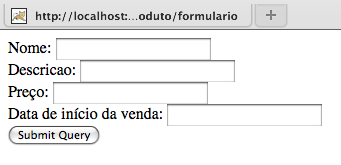 http://localhost:...oduto/formulario
Nome:
Descricao:
Preço:
Data de início da venda:
Submit Query